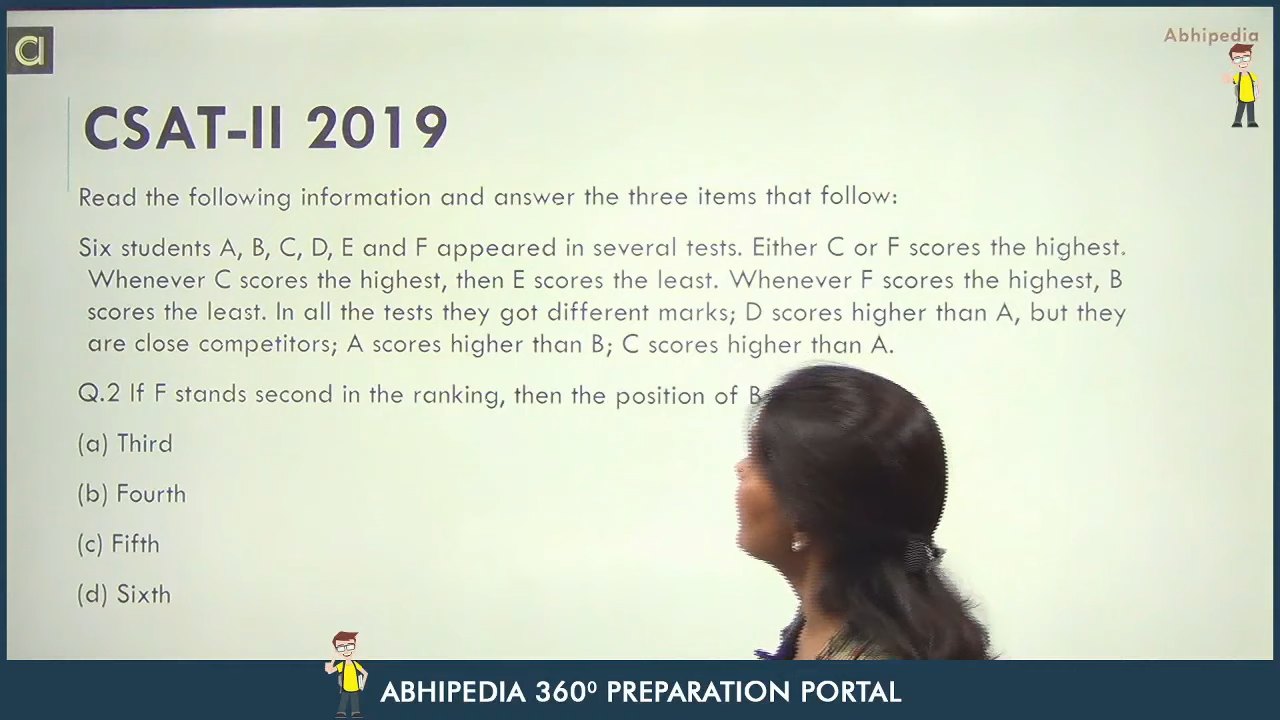 Abhipedia
CSAT-II 2019
Read the following information and answer the three items that follow:
Six students A, B, C, D, E and F appeared in several tests. Either C or F scores the highest.
Whenever C scores the highest, then E scores the least. Whenever F scores the highest, B
scores the least. In all the tests they got different marks; D scores higher than A, but they
are close competitors; A scores higher than B; C scores higher than A.
Q.2 If F stands second in the ranking, then the position of B
(a) Third
(b) Fourth
(c) Fifth
(d) Sixth
ABHIPEDIA 360⁰ PREPARATION PORTAL